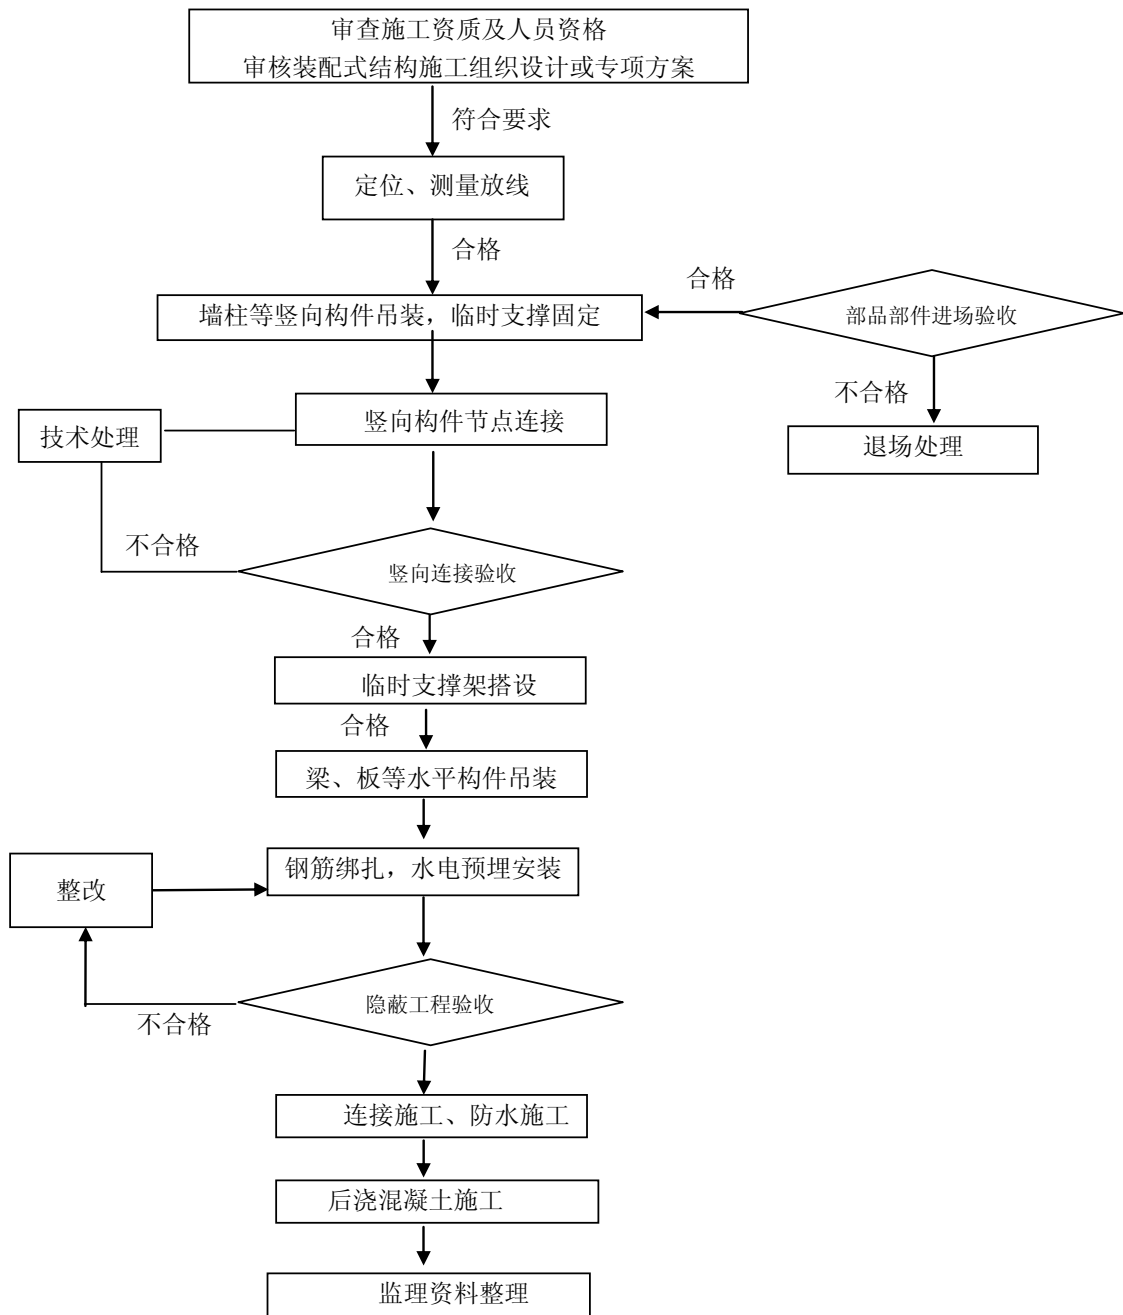 审查施工资质及人员资格
审核装配式结构施工组织设计或专项方案
符合要求
定位、测量放线
合格
合格
墙柱等竖向构件吊装，临时支撑固定
部品部件进场验收
不合格
竖向构件节点连接
技术处理
退场处理
不合格
竖向连接验收
合格
临时支撑架搭设
合格
梁、板等水平构件吊装
钢筋绑扎，水电预埋安装
整改
隐蔽工程验收
不合格
连接施工、防水施工
后浇混凝土施工
监理资料整理